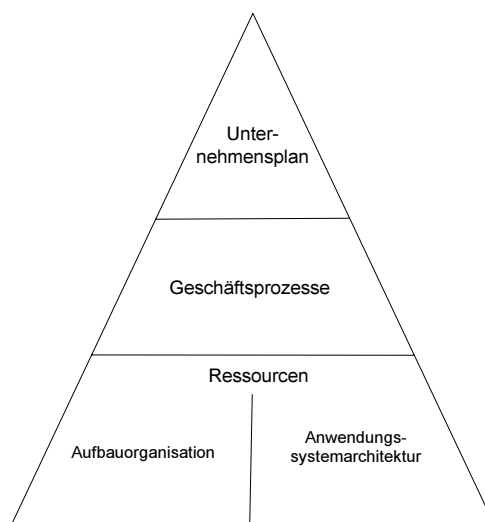 Unter-
nehmensplan
Geschäftsprozesse
Ressourcen
Aufbauorganisation
Anwendungs-
systemarchitektur